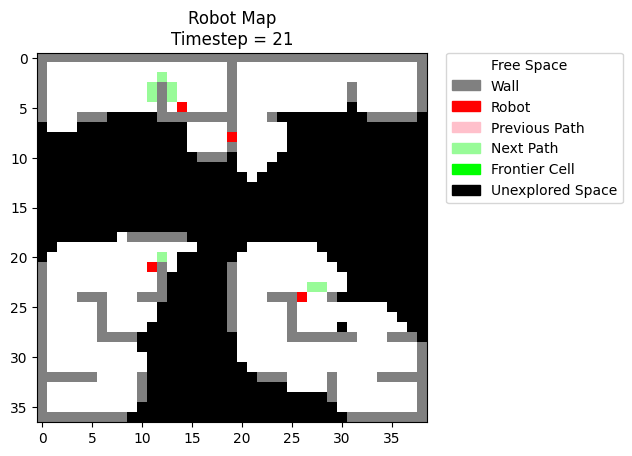 Robot Map
Timestep = 21
Free Space
Wall
Robot
Previous Path
Next Path
Frontier Cell
Unexplored Space
0
5
10
15
20
25
30
35
0 5 10 15 20 25 30 35